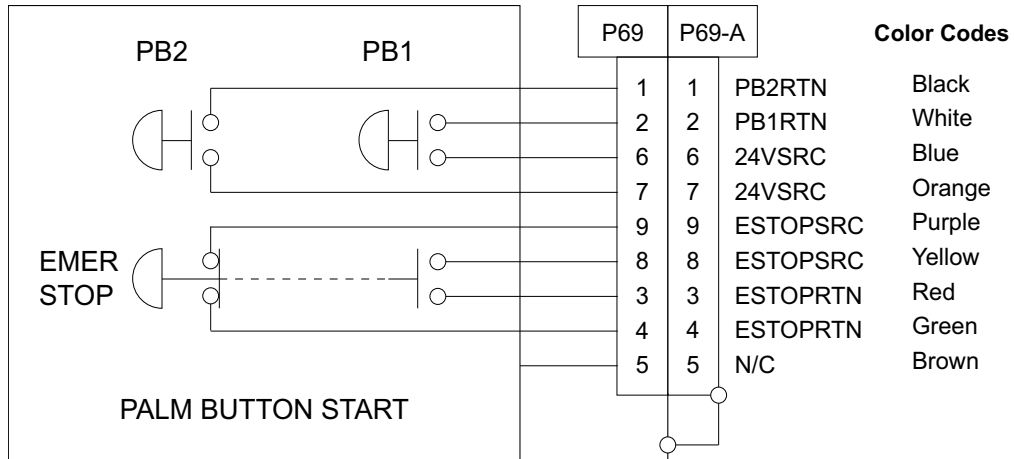 P69 P69-A Color Codes
PB2 PB1
1 1 PB2RTN Black
2 2 PB1RTN White
6 6 24VSRC Blue
7 7 24VSRC Orange
9 9 ESTOPSRC Purple
EMER
STOP
8 8 ESTOPSRC Yellow
3 3 ESTOPRTN Red
4 4 ESTOPRTN Green
5 5 N/C Brown
PALM BUTTON START